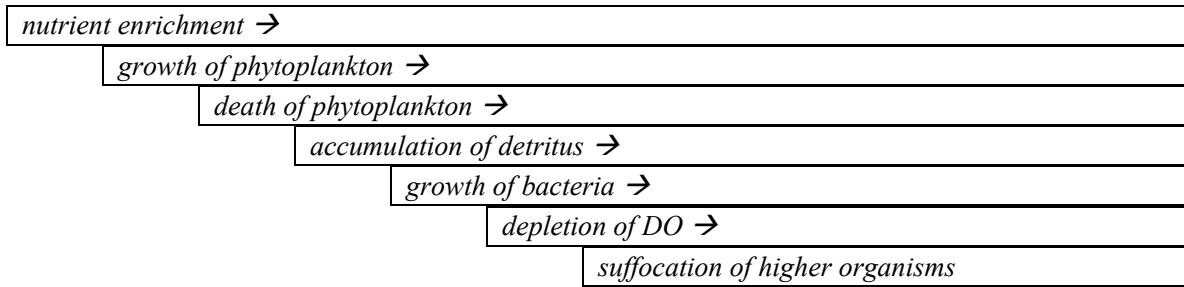 nutrient enrichment →
growth of phytoplankton →
death of phytoplankton →
accumulation of detritus →
growth of bacteria →
depletion of DO →
suffocation of higher organisms